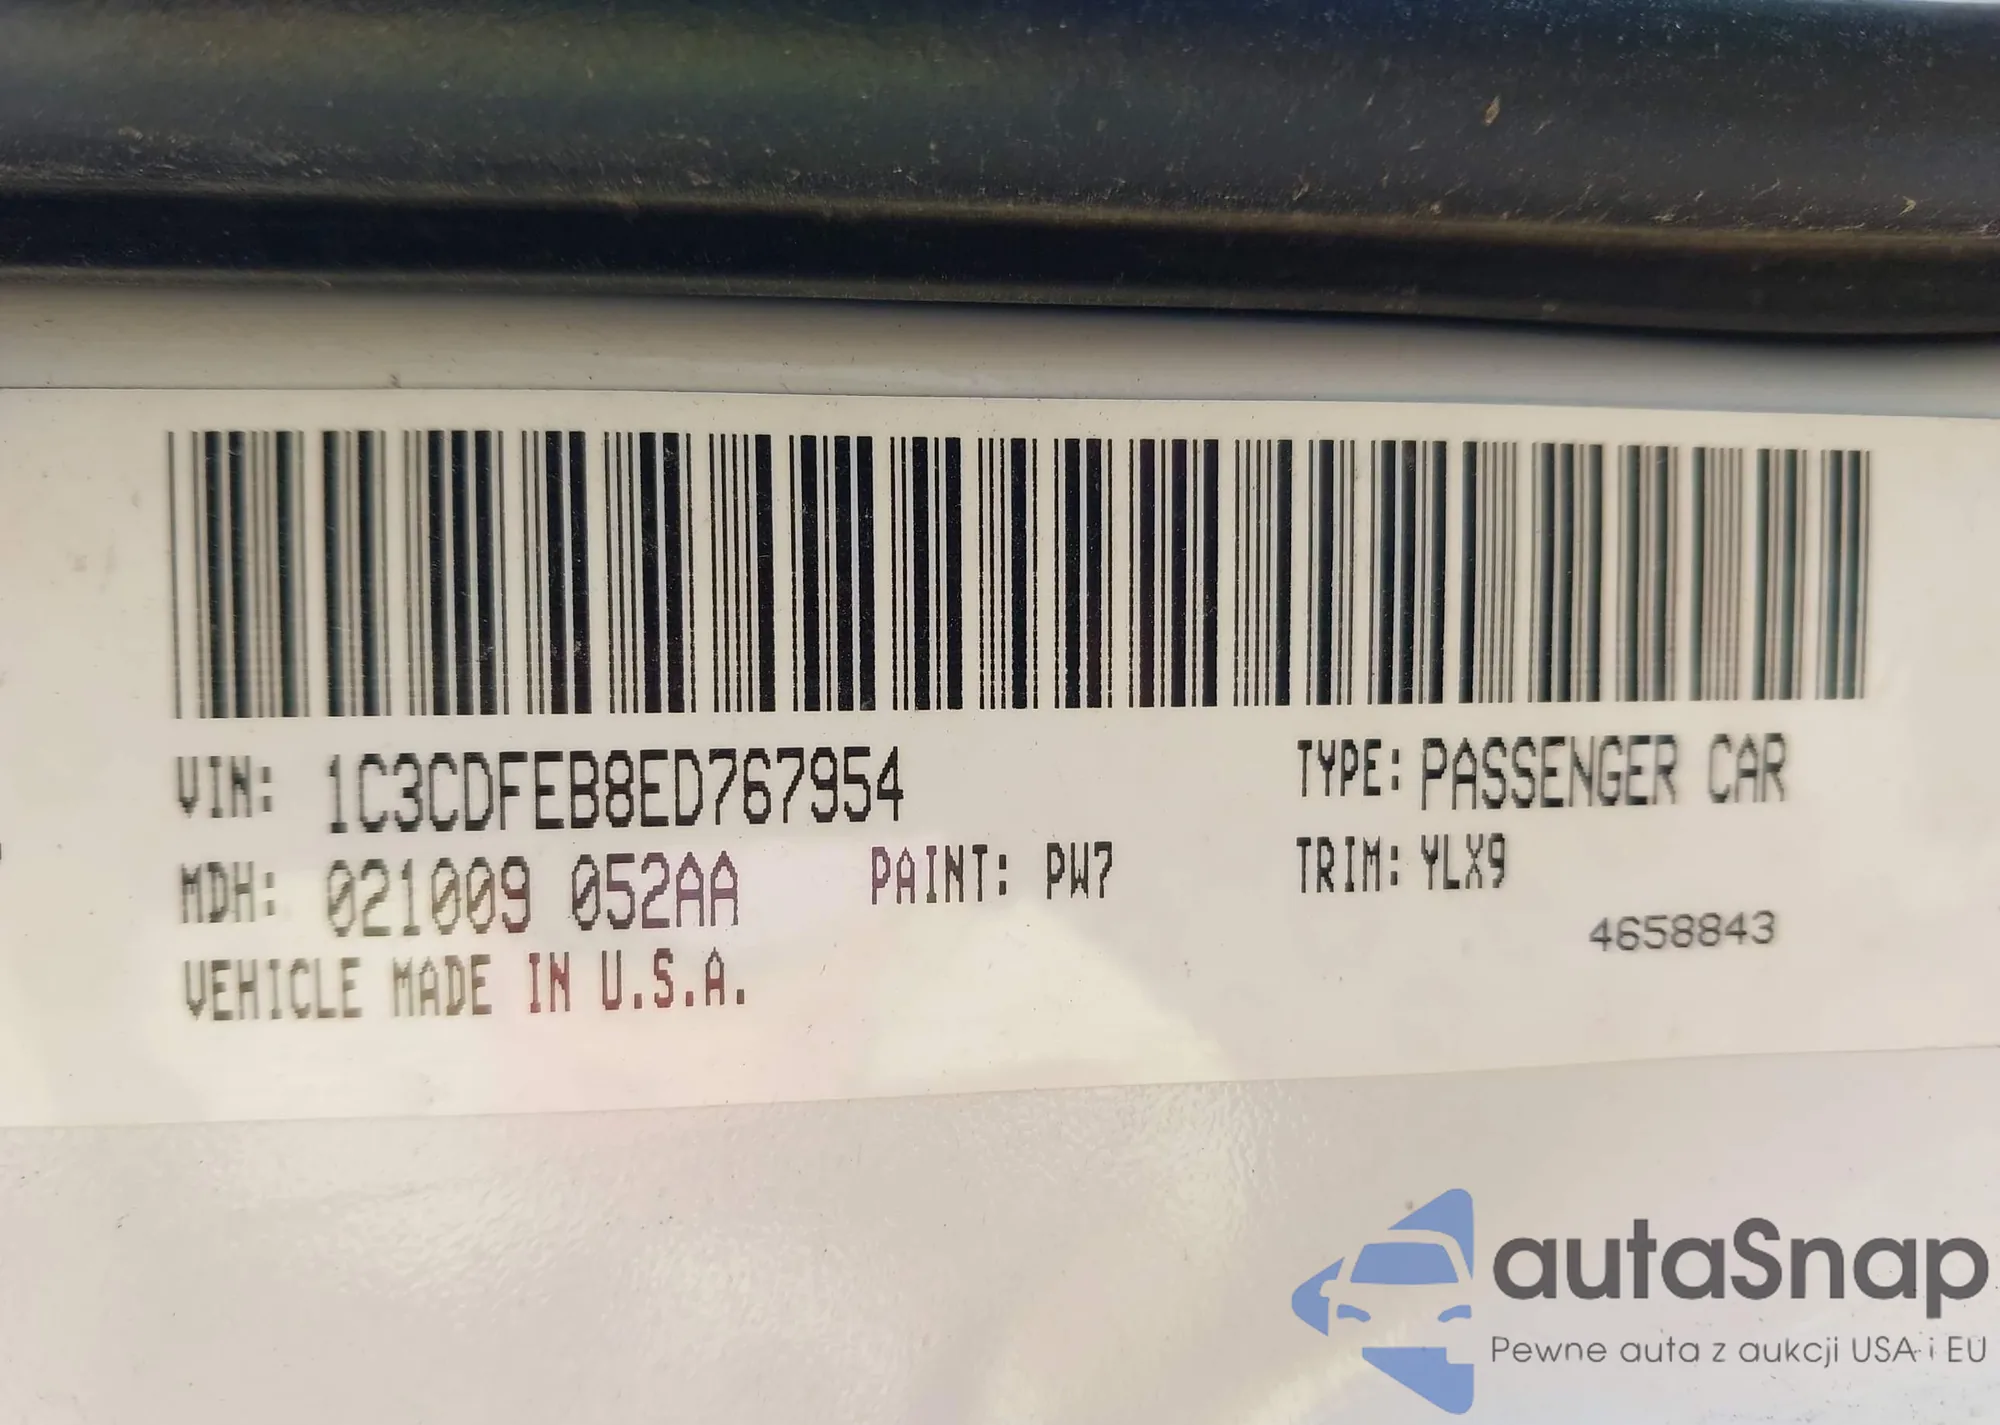 VIN: 1C3CDFEB8ED767954 TYPE: PASSENGER CAR
MDH: 021009 052AA PAINT: PW7 TRIM: YLX9
4658843
VEHICLE MADE IN U.S.A.
autaSnap
Pewne auta z aukcji USA i EU